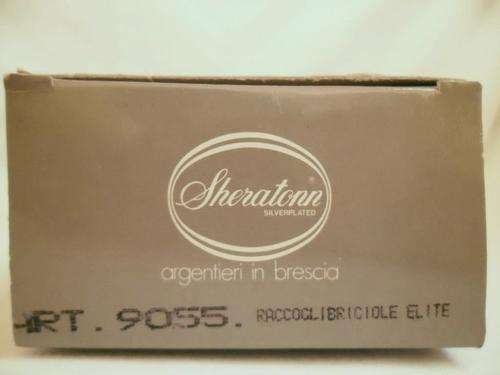 Sheratonn®
SILVERPLATED
argentieri in brescia
ART. 9055. RACCOGLIBRICIOLE ELITE